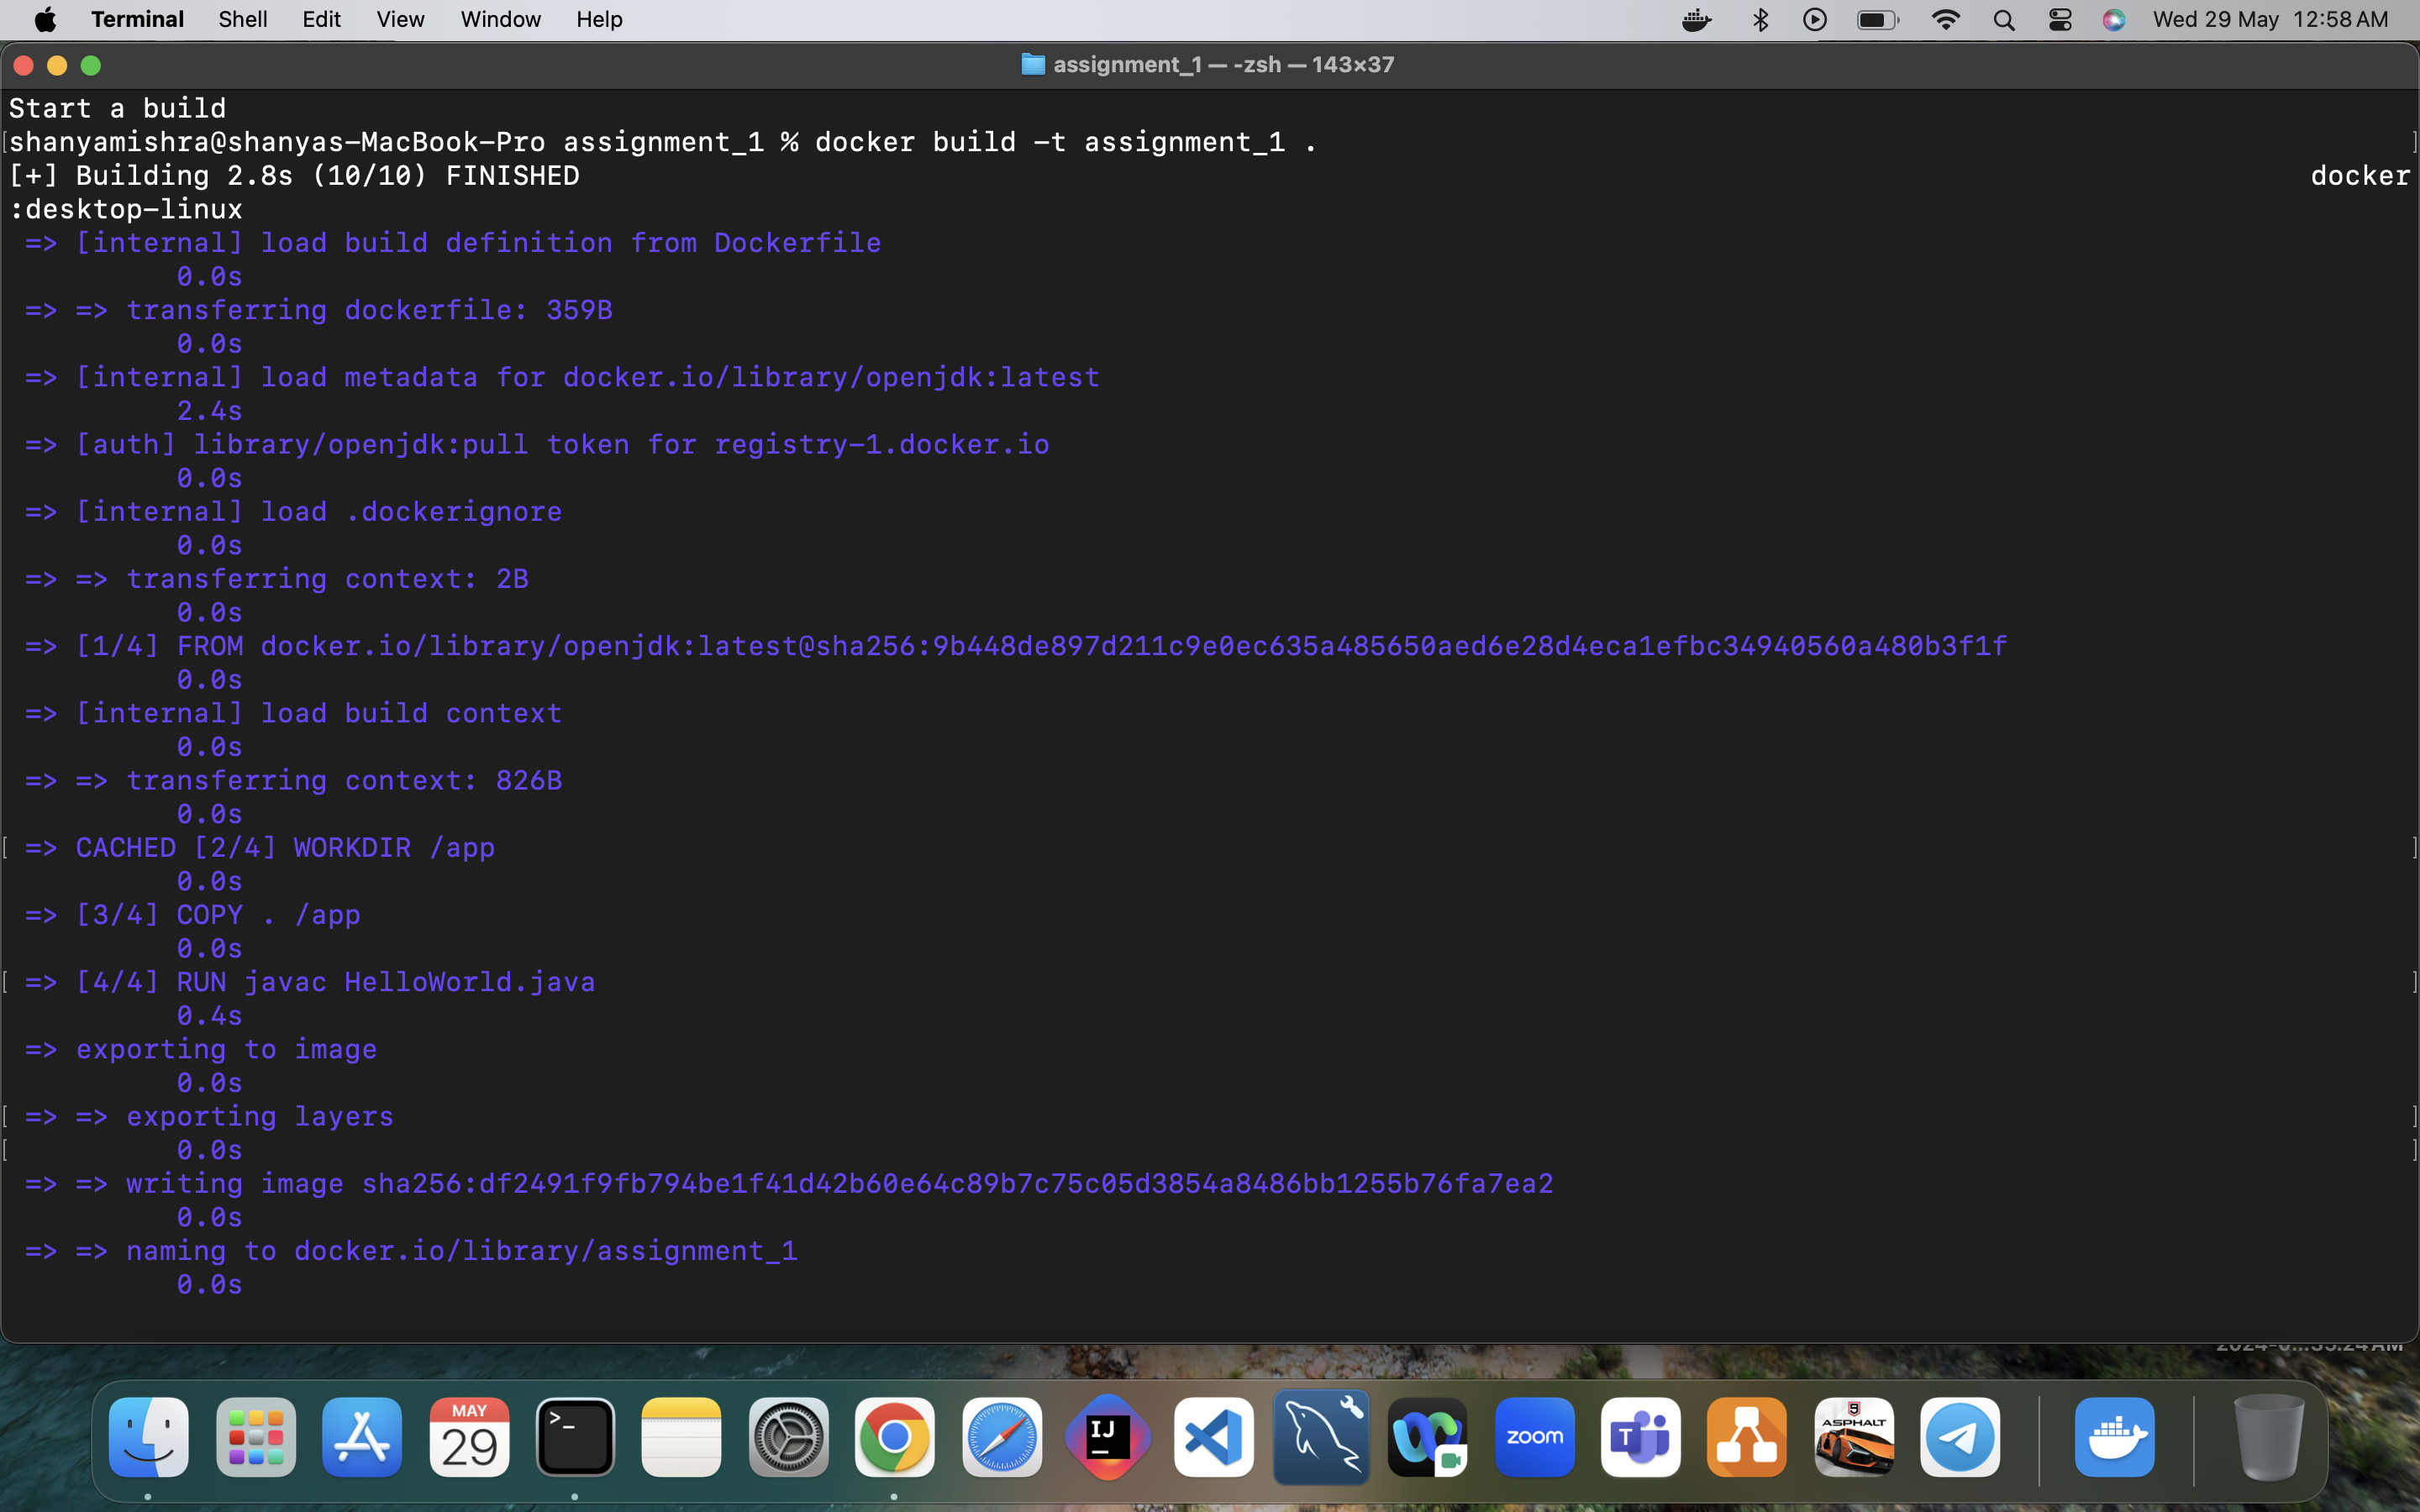 Terminal Shell Edit View Window Help Wed 29 May 12:58 AM
assignment_1 — -zsh — 143×37
Start a build
shanyamishra@shanyas-MacBook-Pro assignment_1 % docker build -t assignment_1 .
[+] Building 2.8s (10/10) FINISHED docker
:desktop-linux
=> [internal] load build definition from Dockerfile
0.0s
=> => transferring dockerfile: 359B
0.0s
=> [internal] load metadata for docker.io/library/openjdk:latest
2.4s
=> [auth] library/openjdk:pull token for registry-1.docker.io
0.0s
=> [internal] load .dockerignore
0.0s
=> => transferring context: 2B
0.0s
=> [1/4] FROM docker.io/library/openjdk:latest@sha256:9b448de897d211c9e0ec635a485650aed6e28d4eca1efbc34940560a480b3f1f
0.0s
=> [internal] load build context
0.0s
=> => transferring context: 826B
0.0s
=> CACHED [2/4] WORKDIR /app
0.0s
=> [3/4] COPY . /app
0.0s
=> [4/4] RUN javac HelloWorld.java
0.4s
=> exporting to image
0.0s
=> => exporting layers
0.0s
=> => writing image sha256:df2491f9fb794be1f41d42b60e64c89b7c75c05d3854a8486bb1255b76fa7ea2
0.0s
=> => naming to docker.io/library/assignment_1
0.0s
MAY
29
>_
IJ
zoom
T
9
ASPHALT